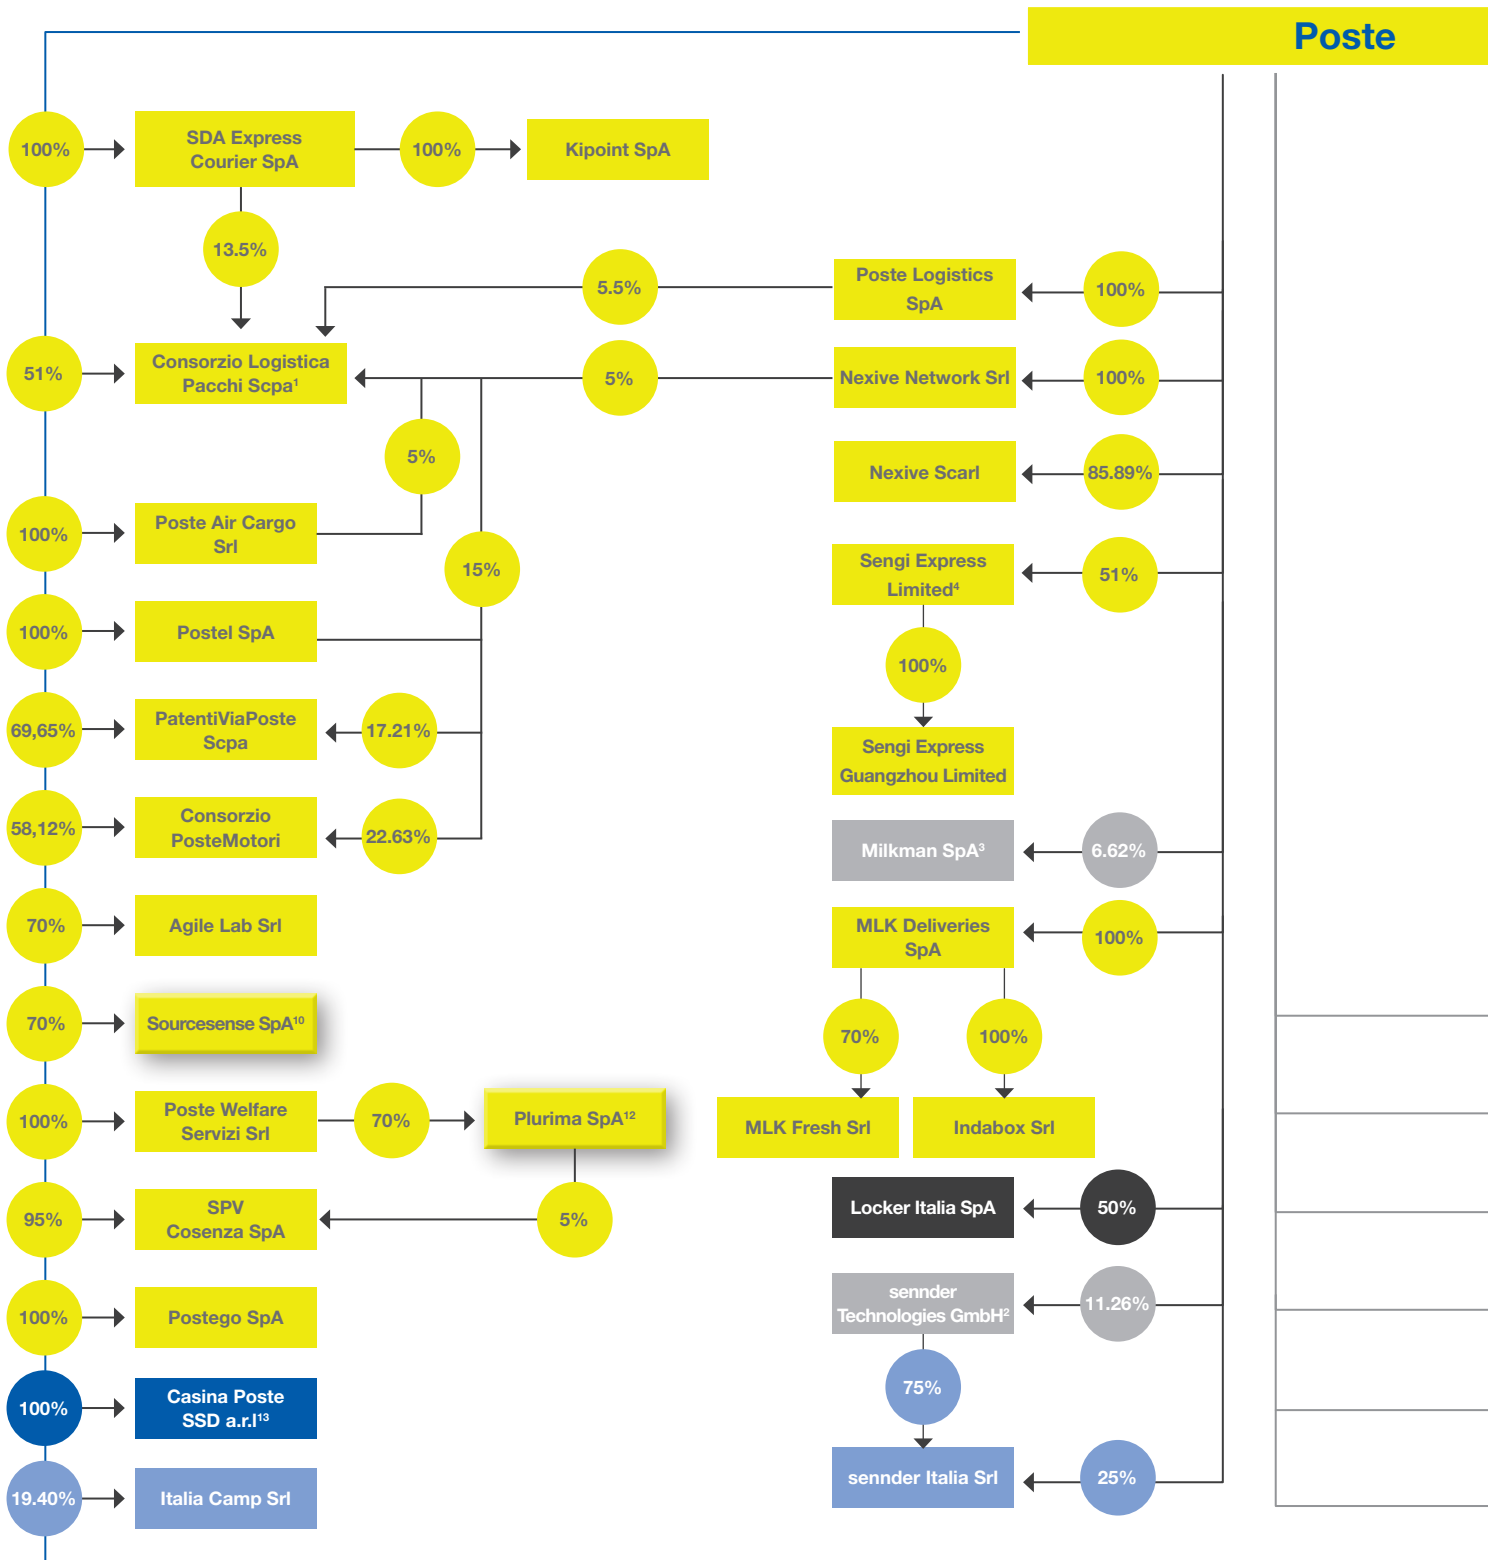 Poste
100%
SDA Express
Courier SpA
100%
Kipoint SpA
13.5%
5.5%
Poste Logistics
SpA
100%
51%
Consorzio Logistica
Pacchi Scpa¹
5%
Nexive Network Srl
100%
5%
Nexive Scarl
85.89%
100%
Poste Air Cargo
Srl
15%
Sengi Express
Limited⁴
51%
100%
Postel SpA
100%
69,65%
PatentiViaPoste
Scpa
17.21%
Sengi Express
Guangzhou Limited
58,12%
Consorzio
PosteMotori
22.63%
Milkman SpA³
6.62%
70%
Agile Lab Srl
MLK Deliveries
SpA
100%
70%
Sourcesense SpA¹⁰
70%
100%
100%
Poste Welfare
Servizi Srl
70%
Plurima SpA¹²
MLK Fresh Srl
Indabox Srl
95%
SPV
Cosenza SpA
5%
Locker Italia SpA
50%
100%
Postego SpA
sennder
Technologies GmbH²
11.26%
100%
Casina Poste
SSD a.r.l¹³
75%
19.40%
Italia Camp Srl
sennder Italia Srl
25%